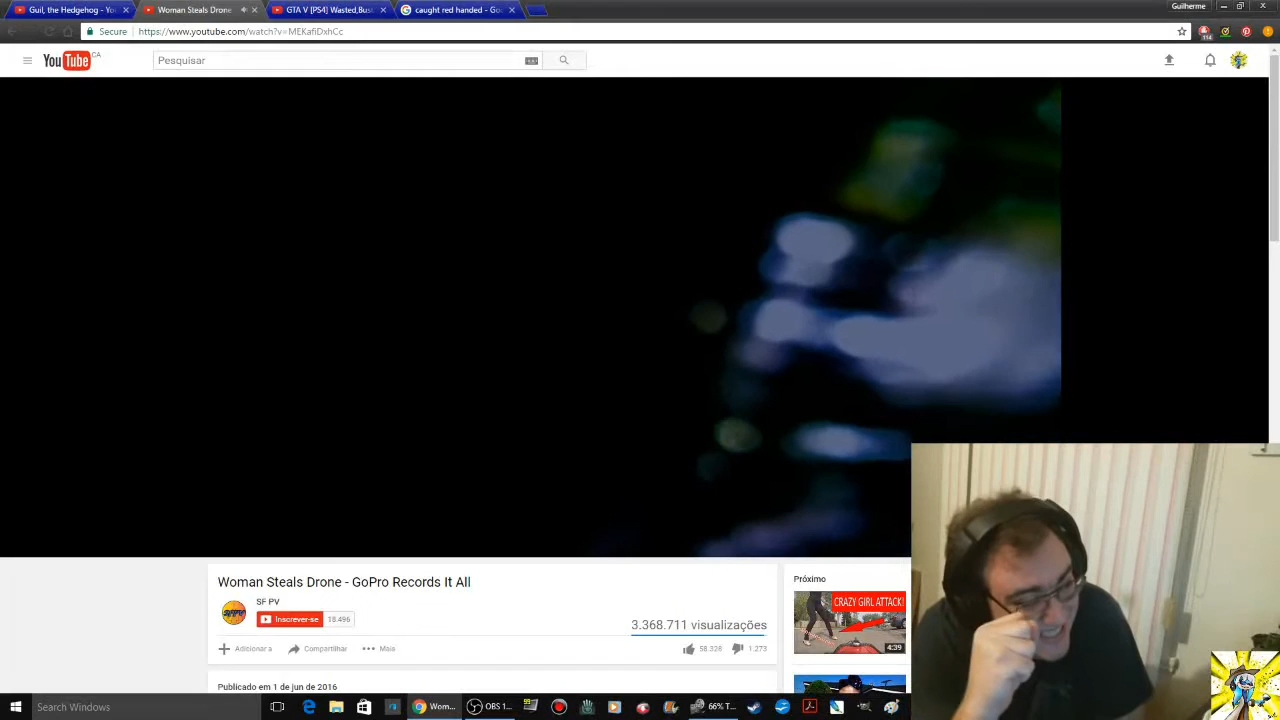 Guil, the Hedgehog - Yo
Woman Steals Drone
GTA V [PS4] Wasted,Bus
caught red handed - Go
Guilherme
Secure
https://www.youtube.com/watch?v=MEKafiDxhCc
114
YouTube CA
Pesquisar
Woman Steals Drone - GoPro Records It All
SF PV
Inscrever-se
18.496
3.368.711 visualizações
Adicionar a
Compartilhar
Mais
58.328
1.273
Publicado em 1 de jun de 2016
Próximo
CRAZY GIRL ATTACK!
4:39
Search Windows
Wom...
OBS 1...
66% T...